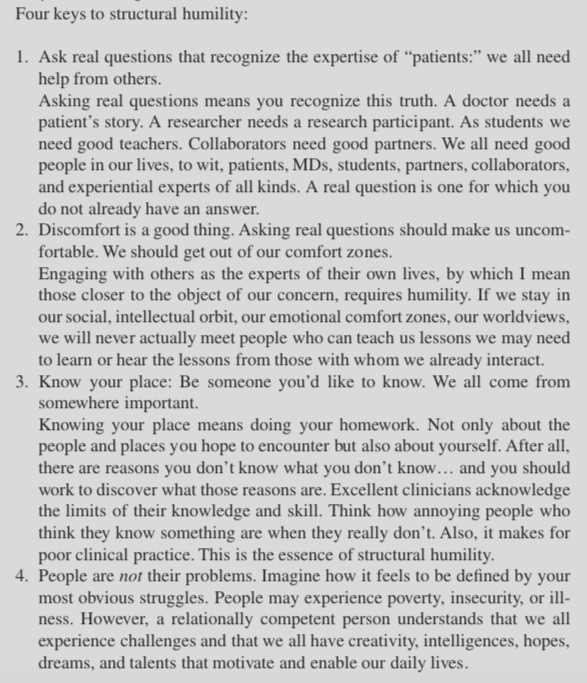 Four keys to structural humility:
1. Ask real questions that recognize the expertise of “patients:” we all need
help from others.
Asking real questions means you recognize this truth. A doctor needs a
patient’s story. A researcher needs a research participant. As students we
need good teachers. Collaborators need good partners. We all need good
people in our lives, to wit, patients, MDs, students, partners, collaborators,
and experiential experts of all kinds. A real question is one for which you
do not already have an answer.
2. Discomfort is a good thing. Asking real questions should make us uncom-
fortable. We should get out of our comfort zones.
Engaging with others as the experts of their own lives, by which I mean
those closer to the object of our concern, requires humility. If we stay in
our social, intellectual orbit, our emotional comfort zones, our worldviews,
we will never actually meet people who can teach us lessons we may need
to learn or hear the lessons from those with whom we already interact.
3. Know your place: Be someone you’d like to know. We all come from
somewhere important.
Knowing your place means doing your homework. Not only about the
people and places you hope to encounter but also about yourself. After all,
there are reasons you don’t know what you don’t know… and you should
work to discover what those reasons are. Excellent clinicians acknowledge
the limits of their knowledge and skill. Think how annoying people who
think they know something are when they really don’t. Also, it makes for
poor clinical practice. This is the essence of structural humility.
4. People are not their problems. Imagine how it feels to be defined by your
most obvious struggles. People may experience poverty, insecurity, or ill-
ness. However, a relationally competent person understands that we all
experience challenges and that we all have creativity, intelligences, hopes,
dreams, and talents that motivate and enable our daily lives.